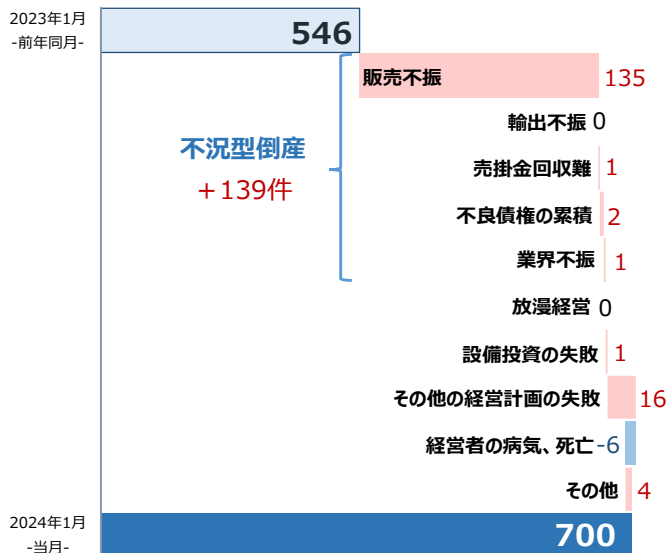 2023年1月
-前年同月-
546
販売不振 135
輸出不振 0
不況型倒産
＋139件
売掛金回収難 1
不良債権の累積 2
業界不振 1
放漫経営 0
設備投資の失敗 1
その他の経営計画の失敗 16
経営者の病気、死亡 -6
その他 4
2024年1月
-当月-
700